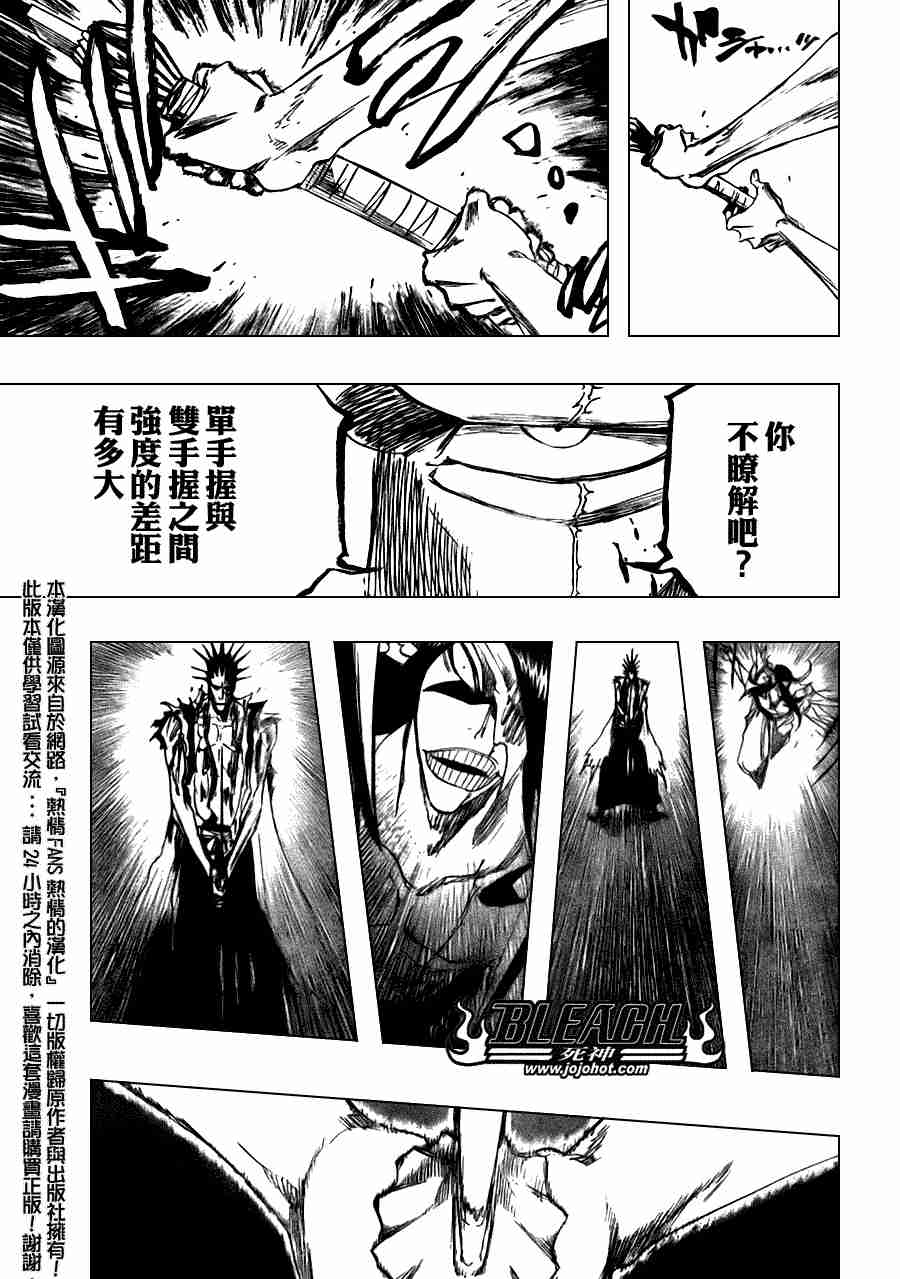 ガチャ…ッ
你
不瞭解吧？
單手握與
雙手握之間
強度的差距
有多大
本漢化圖源來自於網路，『熱情FANS熱情的漢化』一切版權歸原作者與出版社擁有！
此版本僅供學習試看交流… 請24小時之內消除，喜歡這套漫畫請購買正版！謝謝！
BLEACH
死神
www.jojohot.com